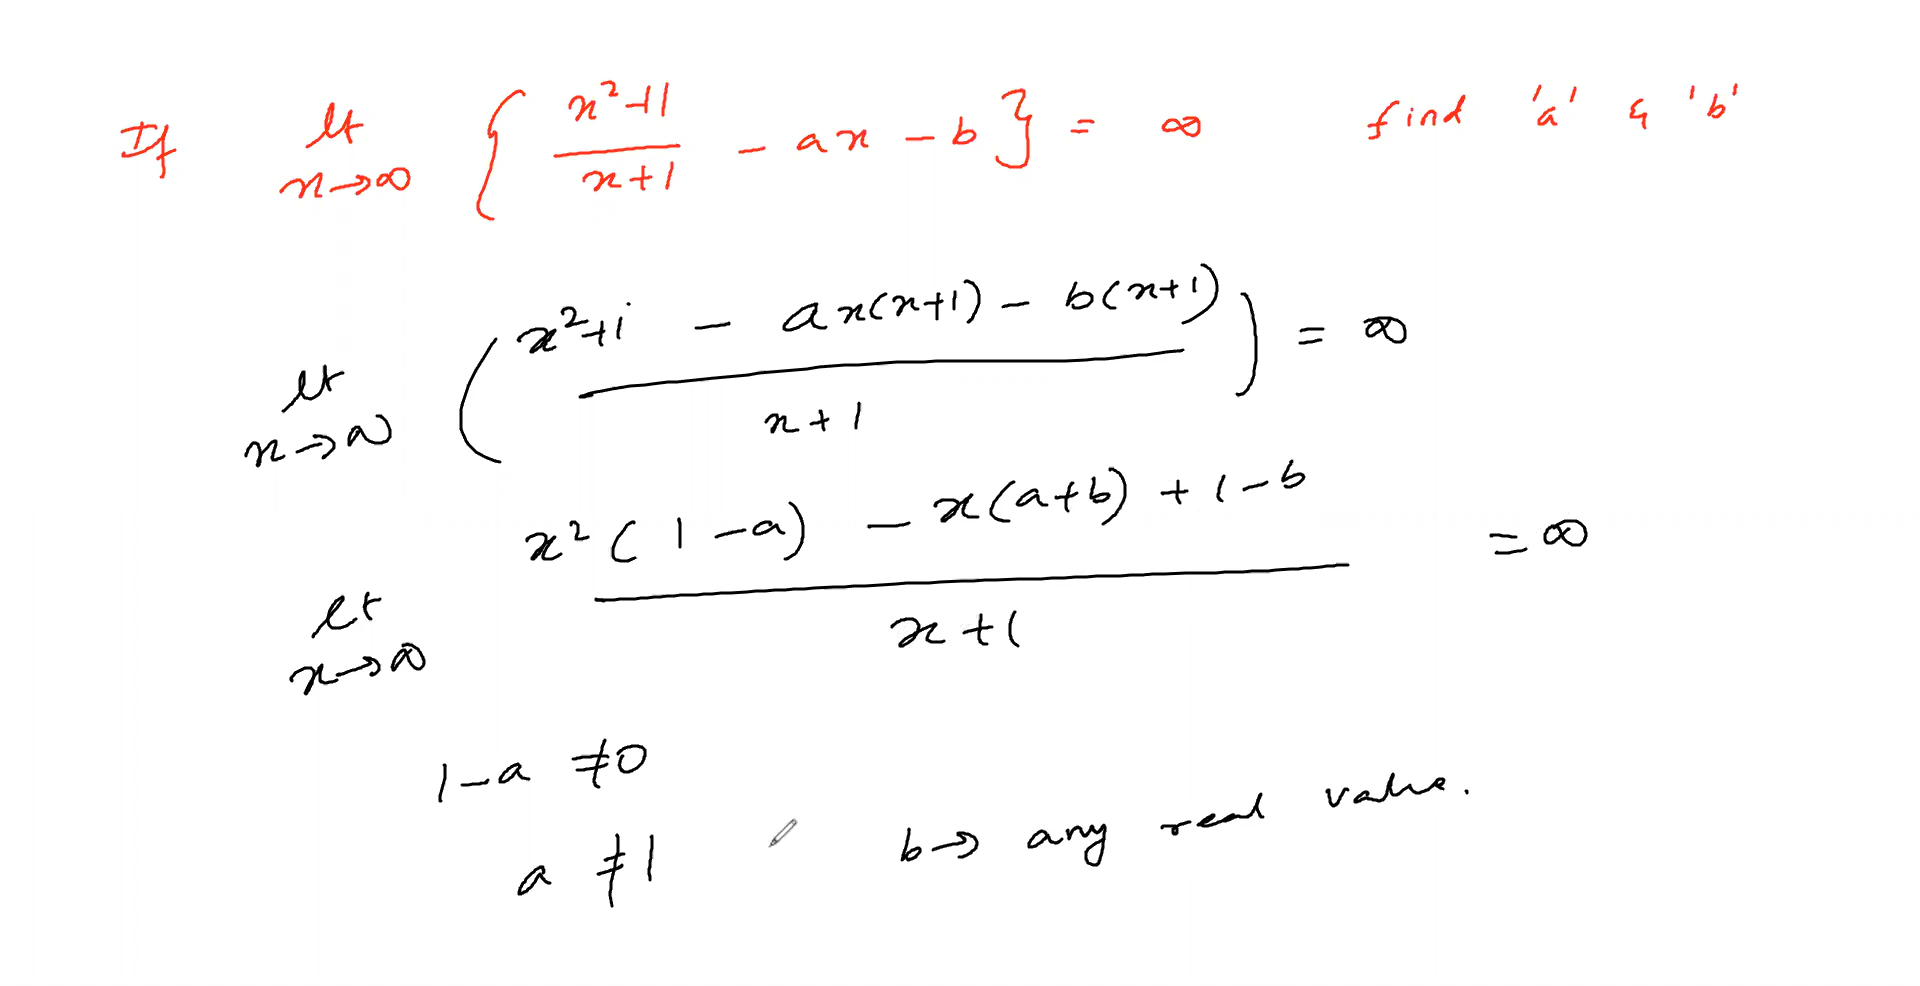 If lt x→∞ { x²+1 / x+1 - ax - b } = ∞ find 'a' & 'b'
lt x→∞ ( x²+1 - ax(x+1) - b(x+1) / x+1 ) = ∞
lt x→∞ x²(1-a) - x(a+b) + 1-b / x+1 = ∞
1-a ≠0
a ≠1 b→ any real value.